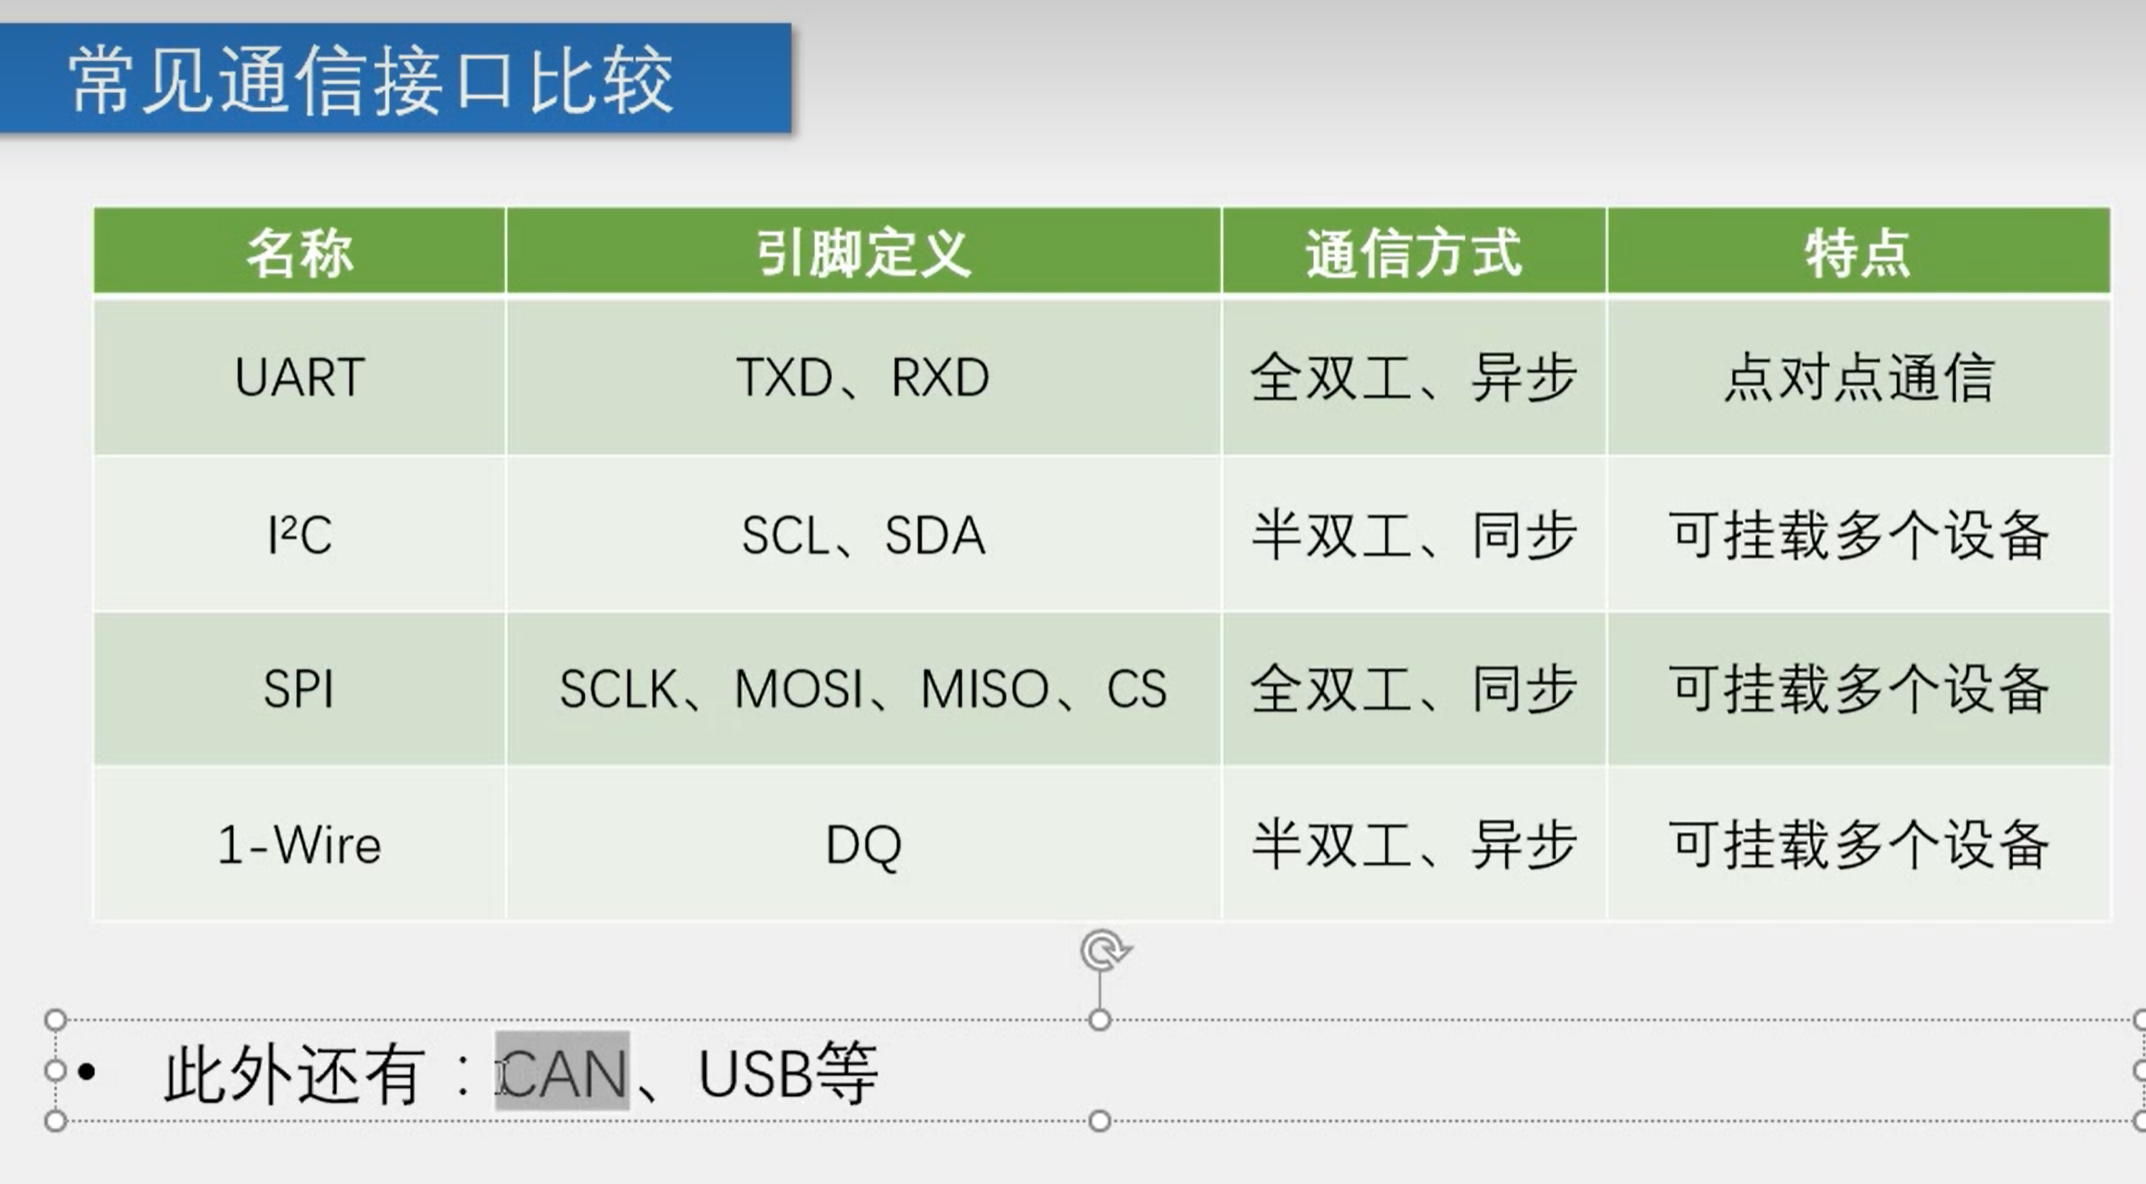 常见通信接口比较
名称 引脚定义 通信方式 特点
UART TXD、RXD 全双工、异步 点对点通信
I²C SCL、SDA 半双工、同步 可挂载多个设备
SPI SCLK、MOSI、MISO、CS 全双工、同步 可挂载多个设备
1-Wire DQ 半双工、异步 可挂载多个设备
• 此外还有：CAN、USB等